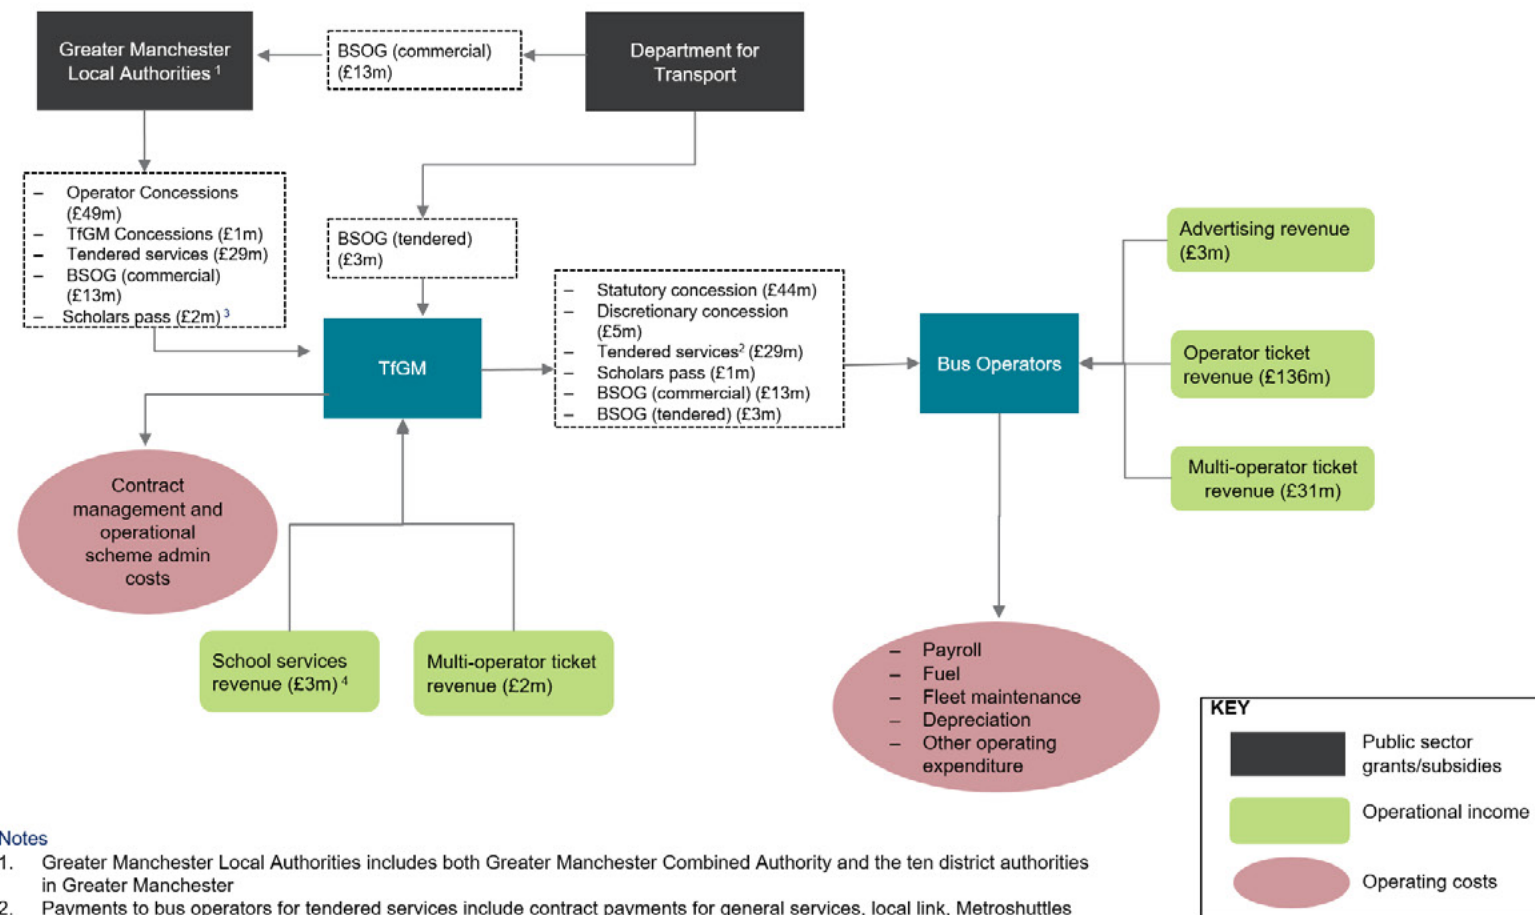 Greater Manchester
Local Authorities 1
BSOG (commercial)
(£13m)
Department for
Transport
– Operator Concessions
(£49m)
– TfGM Concessions (£1m)
– Tendered services (£29m)
– BSOG (commercial)
(£13m)
– Scholars pass (£2m) 3
BSOG (tendered)
(£3m)
TfGM
– Statutory concession (£44m)
– Discretionary concession
(£5m)
– Tendered services2 (£29m)
– Scholars pass (£1m)
– BSOG (commercial) (£13m)
– BSOG (tendered) (£3m)
Bus Operators
Advertising revenue
(£3m)
Operator ticket
revenue (£136m)
Multi-operator ticket
revenue (£31m)
Contract
management and
operational
scheme admin
costs
School services
revenue (£3m) 4
Multi-operator ticket
revenue (£2m)
– Payroll
– Fuel
– Fleet maintenance
– Depreciation
– Other operating
expenditure
KEY
Public sector
grants/subsidies
Operational income
Operating costs
Notes
1. Greater Manchester Local Authorities includes both Greater Manchester Combined Authority and the ten district authorities
in Greater Manchester
2. Payments to bus operators for tendered services include contract payments for general services, local link, Metroshuttles